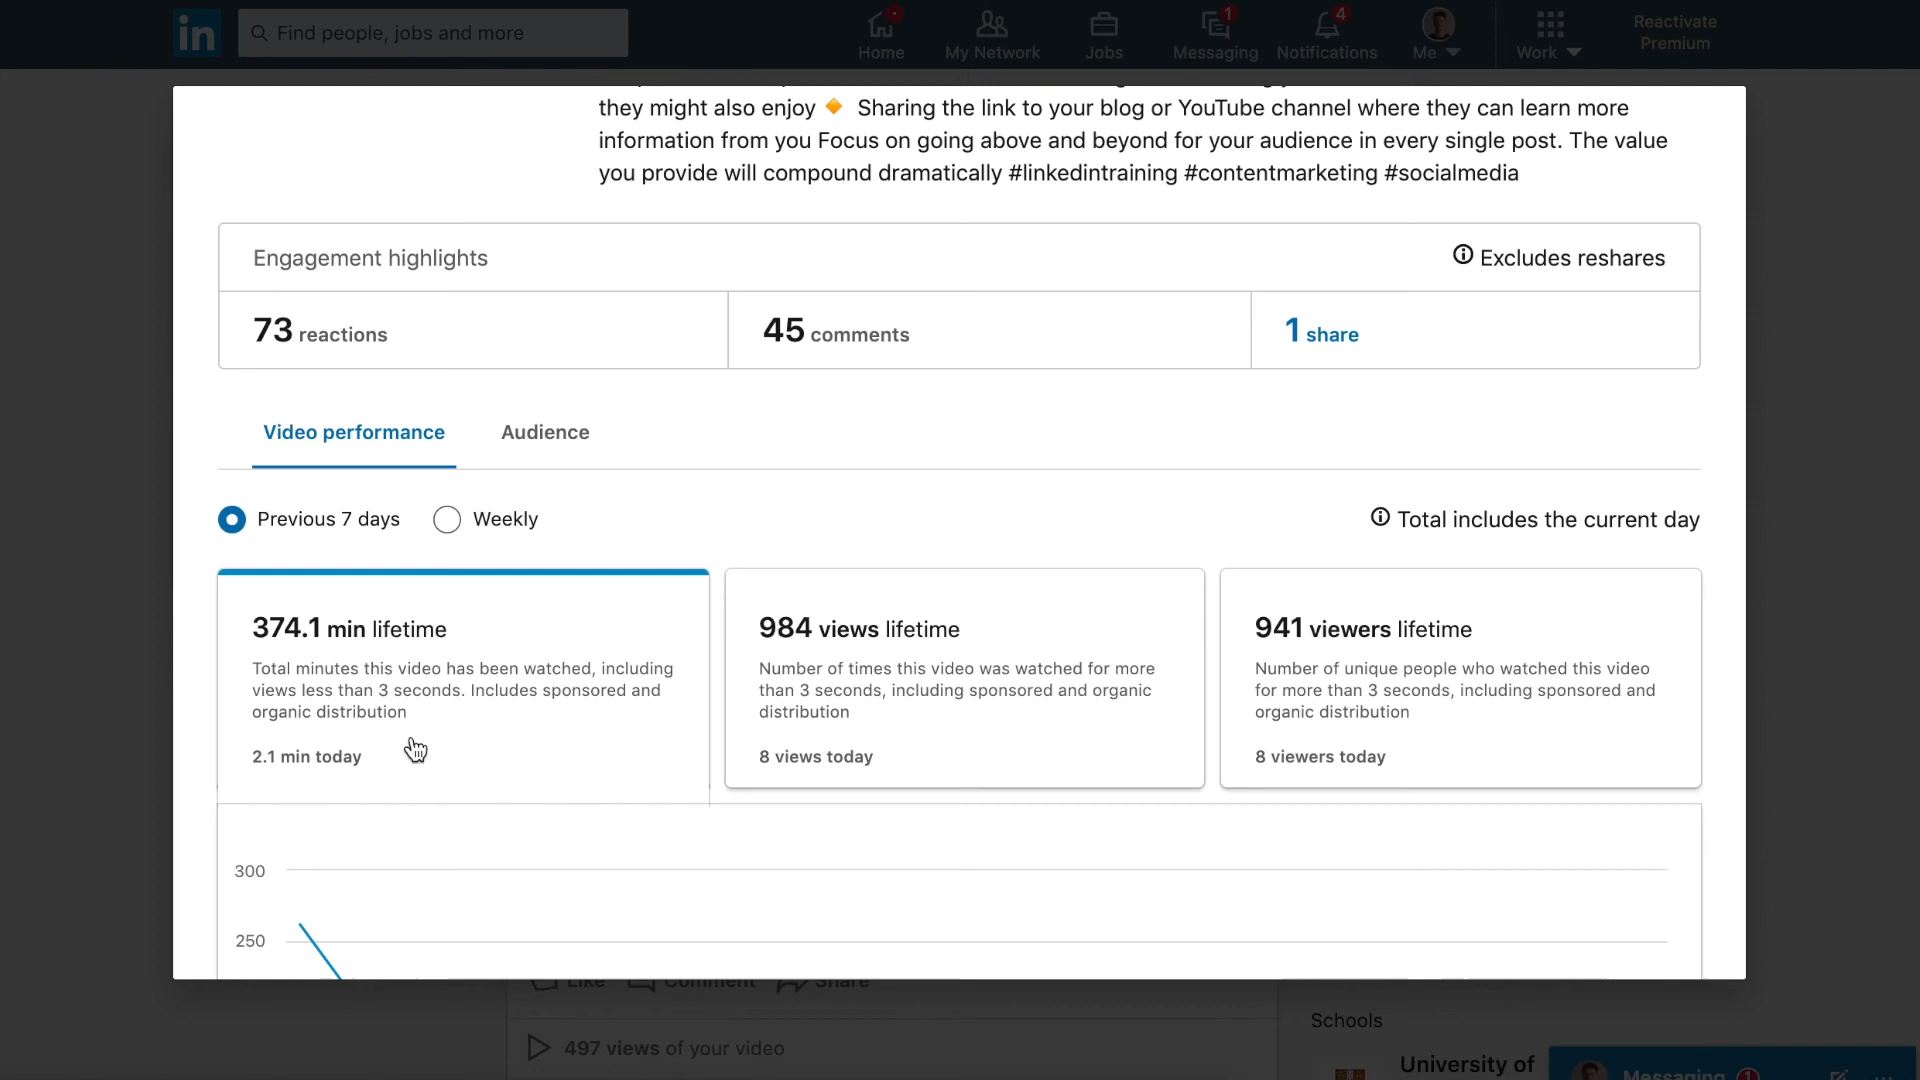 in
Find people, jobs and more
Home
My Network
Jobs
1
Messaging
4
Notifications
Me
Work
Reactivate
Premium
they might also enjoy 🔸 Sharing the link to your blog or YouTube channel where they can learn more
information from you Focus on going above and beyond for your audience in every single post. The value
you provide will compound dramatically #linkedintraining #contentmarketing #socialmedia
Engagement highlights
Excludes reshares
73 reactions
45 comments
1 share
Video performance
Audience
Previous 7 days
Weekly
Total includes the current day
374.1 min lifetime
Total minutes this video has been watched, including
views less than 3 seconds. Includes sponsored and
organic distribution
2.1 min today
984 views lifetime
Number of times this video was watched for more
than 3 seconds, including sponsored and organic
distribution
8 views today
941 viewers lifetime
Number of unique people who watched this video
for more than 3 seconds, including sponsored and
organic distribution
8 viewers today
300
250
Like
Comment
Share
497 views of your video
Schools
University of
Messaging
1